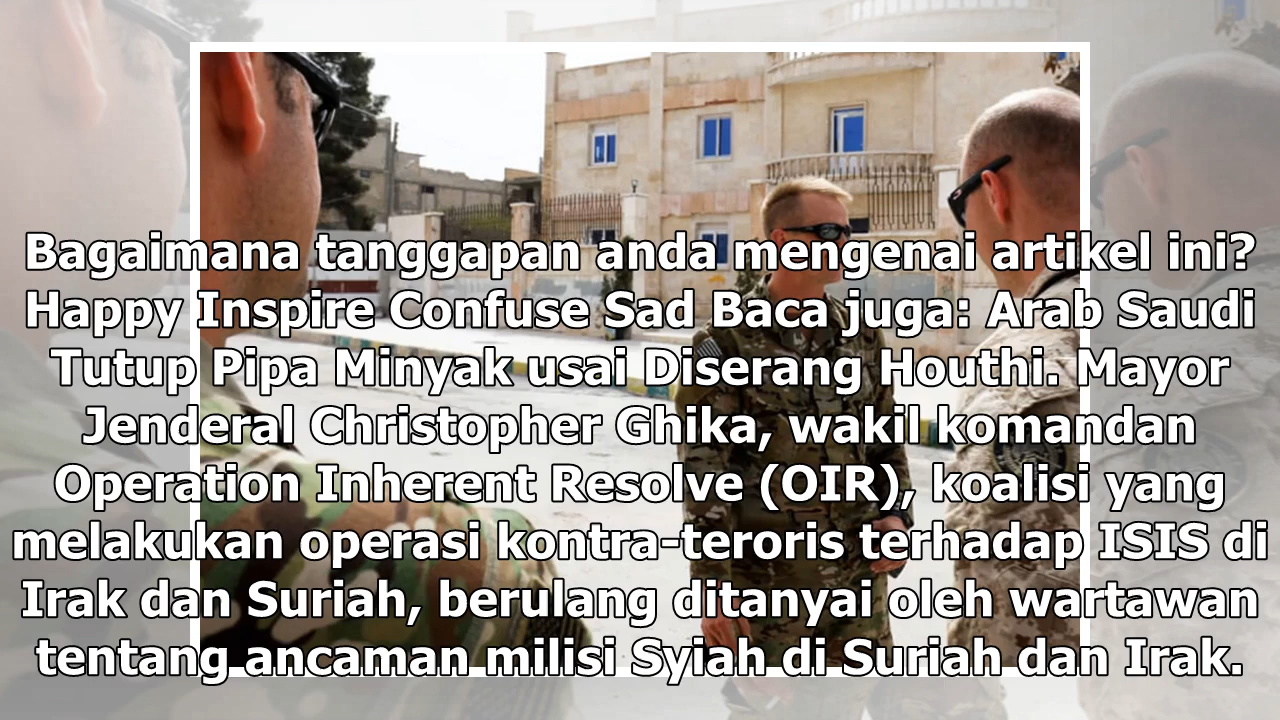 Bagaimana tanggapan anda mengenai artikel ini?
Happy Inspire Confuse Sad Baca juga: Arab Saudi
Tutup Pipa Minyak usai Diserang Houthi. Mayor
Jenderal Christopher Ghika, wakil komandan
Operation Inherent Resolve (OIR), koalisi yang
melakukan operasi kontra-teroris terhadap ISIS di
Irak dan Suriah, berulang ditanyai oleh wartawan
tentang ancaman milisi Syiah di Suriah dan Irak.